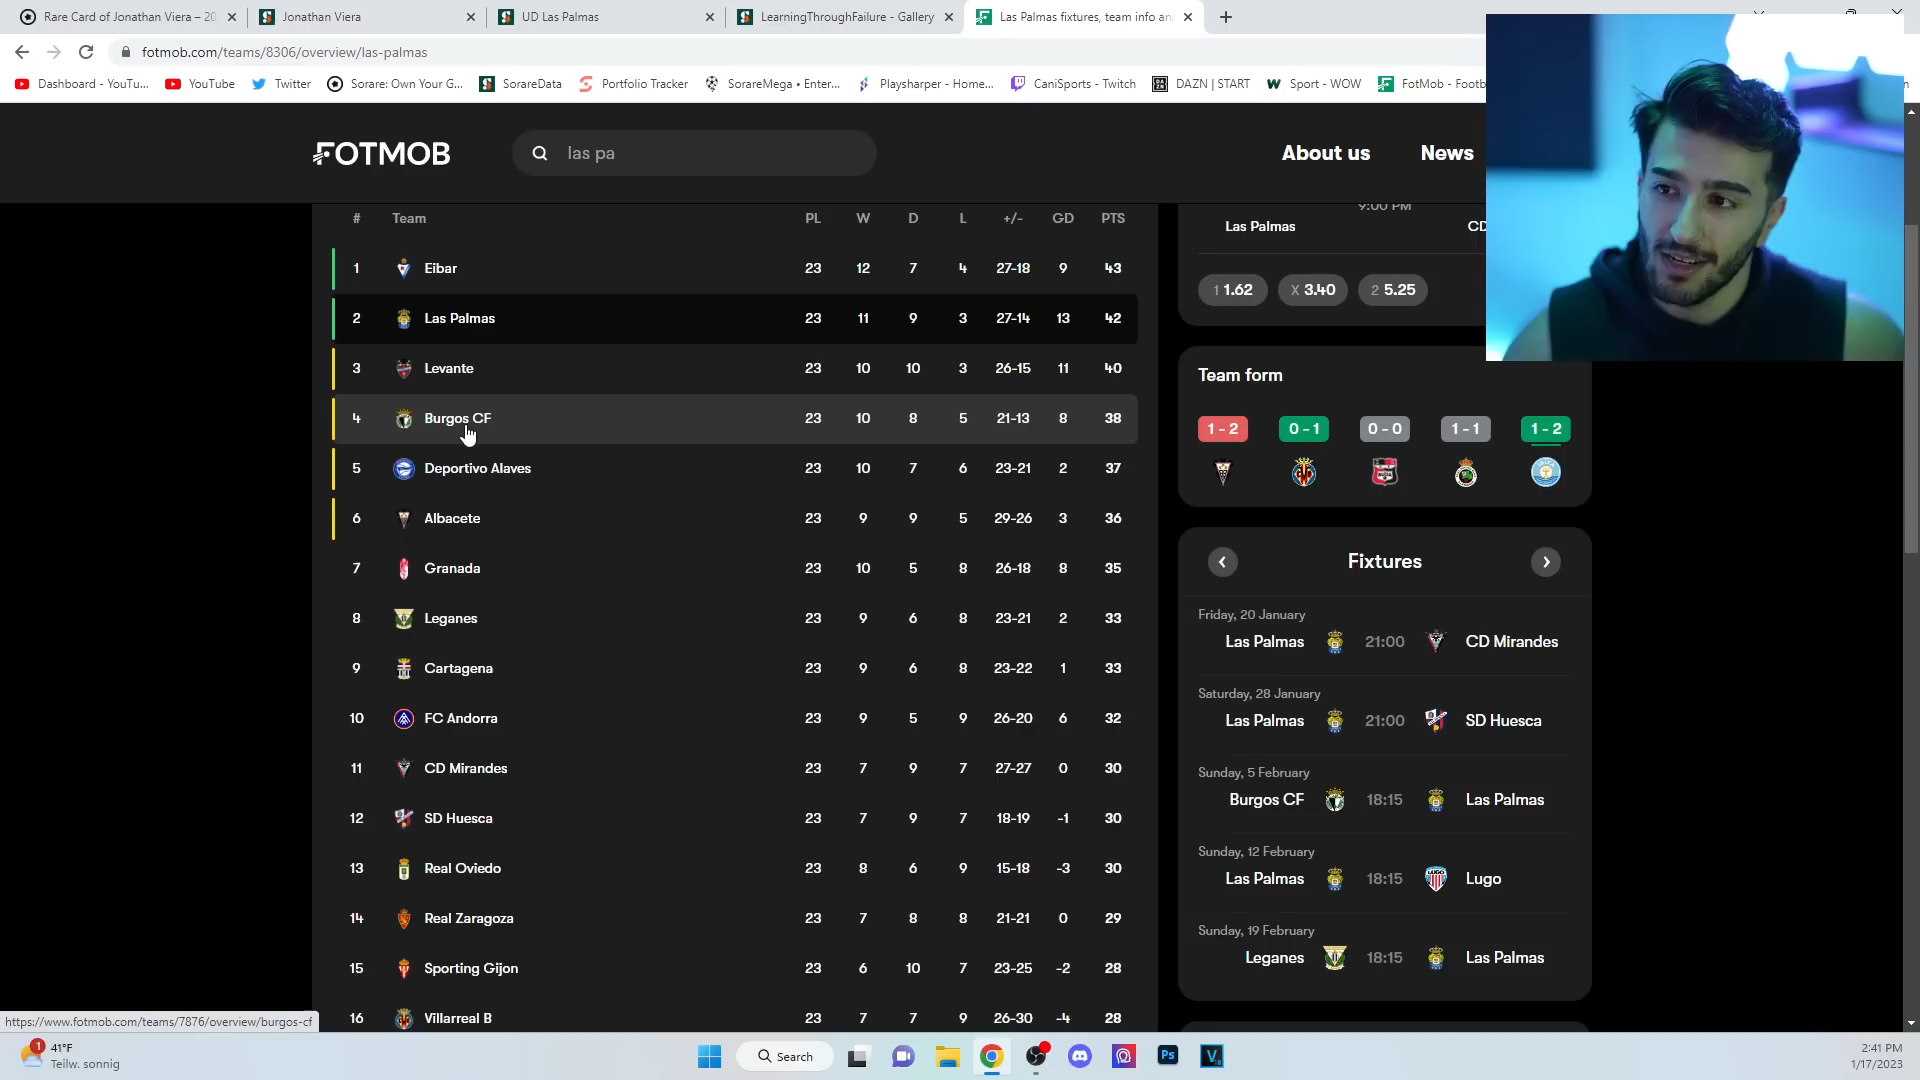 Rare Card of Jonathan Viera – 20
Jonathan Viera
UD Las Palmas
LearningThroughFailure - Gallery
Las Palmas fixtures, team info an
fotmob.com/teams/8306/overview/las-palmas
Dashboard - YouTu...
YouTube
Twitter
Sorare: Own Your G...
SorareData
Portfolio Tracker
SorareMega • Enter...
Playsharper - Home...
CaniSports - Twitch
DAZN | START
Sport - WOW
FotMob - Footb
FOTMOB
las pa
About us
News
# Team PL W D L +/- GD PTS
1 Eibar 23 12 7 4 27-18 9 43
2 Las Palmas 23 11 9 3 27-14 13 42
3 Levante 23 10 10 3 26-15 11 40
4 Burgos CF 23 10 8 5 21-13 8 38
5 Deportivo Alaves 23 10 7 6 23-21 2 37
6 Albacete 23 9 9 5 29-26 3 36
7 Granada 23 10 5 8 26-18 8 35
8 Leganes 23 9 6 8 23-21 2 33
9 Cartagena 23 9 6 8 23-22 1 33
10 FC Andorra 23 9 5 9 26-20 6 32
11 CD Mirandes 23 7 9 7 27-27 0 30
12 SD Huesca 23 7 9 7 18-19 -1 30
13 Real Oviedo 23 8 6 9 15-18 -3 30
14 Real Zaragoza 23 7 8 8 21-21 0 29
15 Sporting Gijon 23 6 10 7 23-25 -2 28
16 Villarreal B 23 7 7 9 26-30 -4 28
9:00 PM
Las Palmas CD
1 1.62 X 3.40 2 5.25
Team form
1 - 2 0 - 1 0 - 0 1 - 1 1 - 2
Fixtures
Friday, 20 January
Las Palmas 21:00 CD Mirandes
Saturday, 28 January
Las Palmas 21:00 SD Huesca
Sunday, 5 February
Burgos CF 18:15 Las Palmas
Sunday, 12 February
Las Palmas 18:15 Lugo
Sunday, 19 February
Leganes 18:15 Las Palmas
https://www.fotmob.com/teams/7876/overview/burgos-cf
1
41°F
Teilw. sonnig
Search
Ps
2:41 PM
1/17/2023